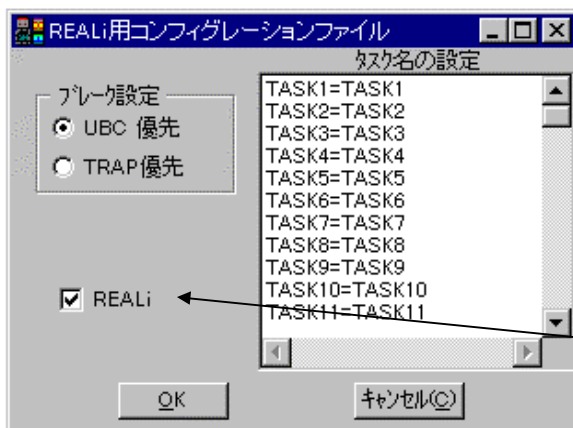 REALi用コンフィグレーションファイル
ﾀｽｸ名の設定
ﾌﾞﾚｰｸ設定
UBC 優先
TRAP優先
REALi
TASK1=TASK1
TASK2=TASK2
TASK3=TASK3
TASK4=TASK4
TASK5=TASK5
TASK6=TASK6
TASK7=TASK7
TASK8=TASK8
TASK9=TASK9
TASK10=TASK10
TASK11=TASK11
OK
ｷｬﾝｾﾙ(C)